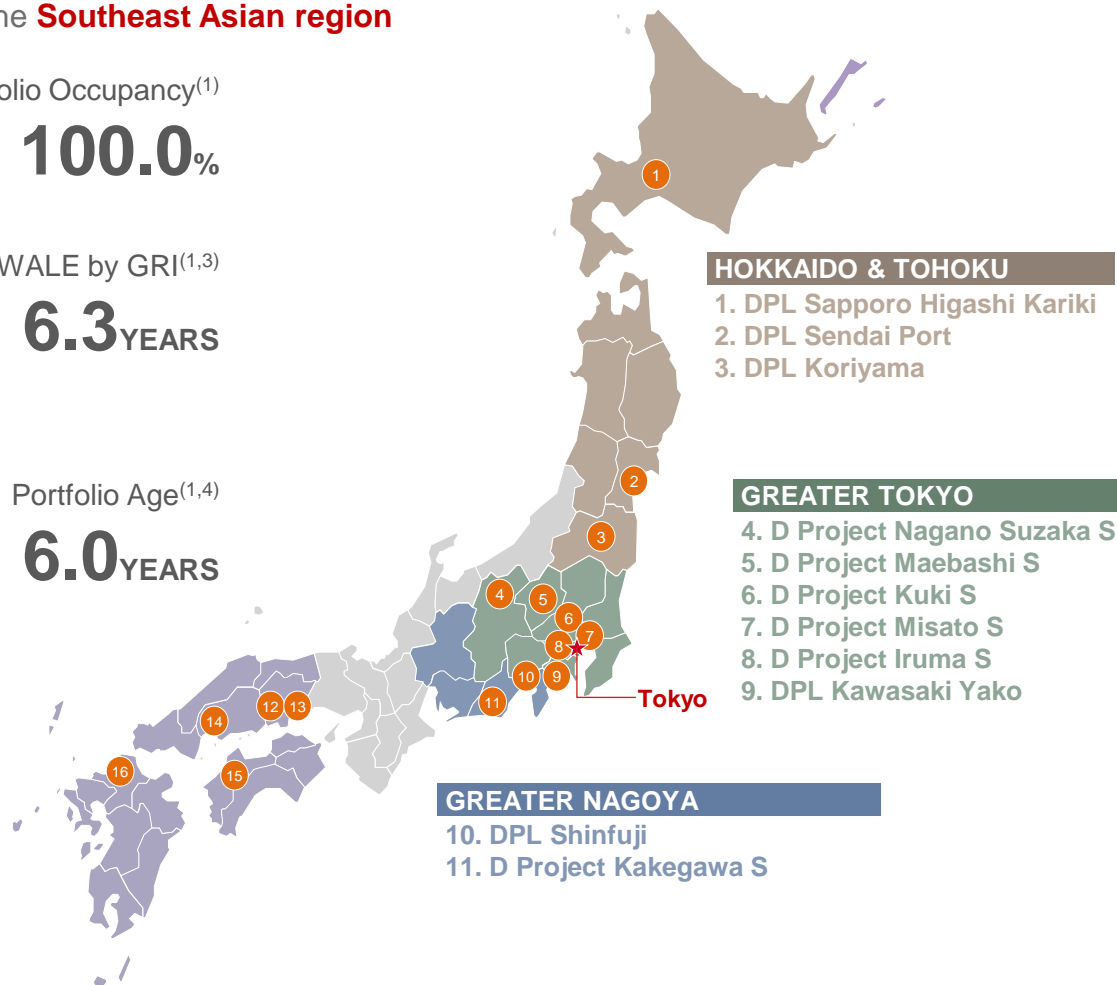 ne Southeast Asian region
olio Occupancy(1)
100.0%
WALE by GRI(1,3)
6.3YEARS
Portfolio Age(1,4)
6.0YEARS
HOKKAIDO & TOHOKU
1. DPL Sapporo Higashi Kariki
2. DPL Sendai Port
3. DPL Koriyama
GREATER TOKYO
4. D Project Nagano Suzaka S
5. D Project Maebashi S
6. D Project Kuki S
7. D Project Misato S
8. D Project Iruma S
9. DPL Kawasaki Yako
GREATER NAGOYA
10. DPL Shinfuji
11. D Project Kakegawa S
Tokyo
1
2
3
4
5
6
7
8
9
10
11
12
13
14
15
16